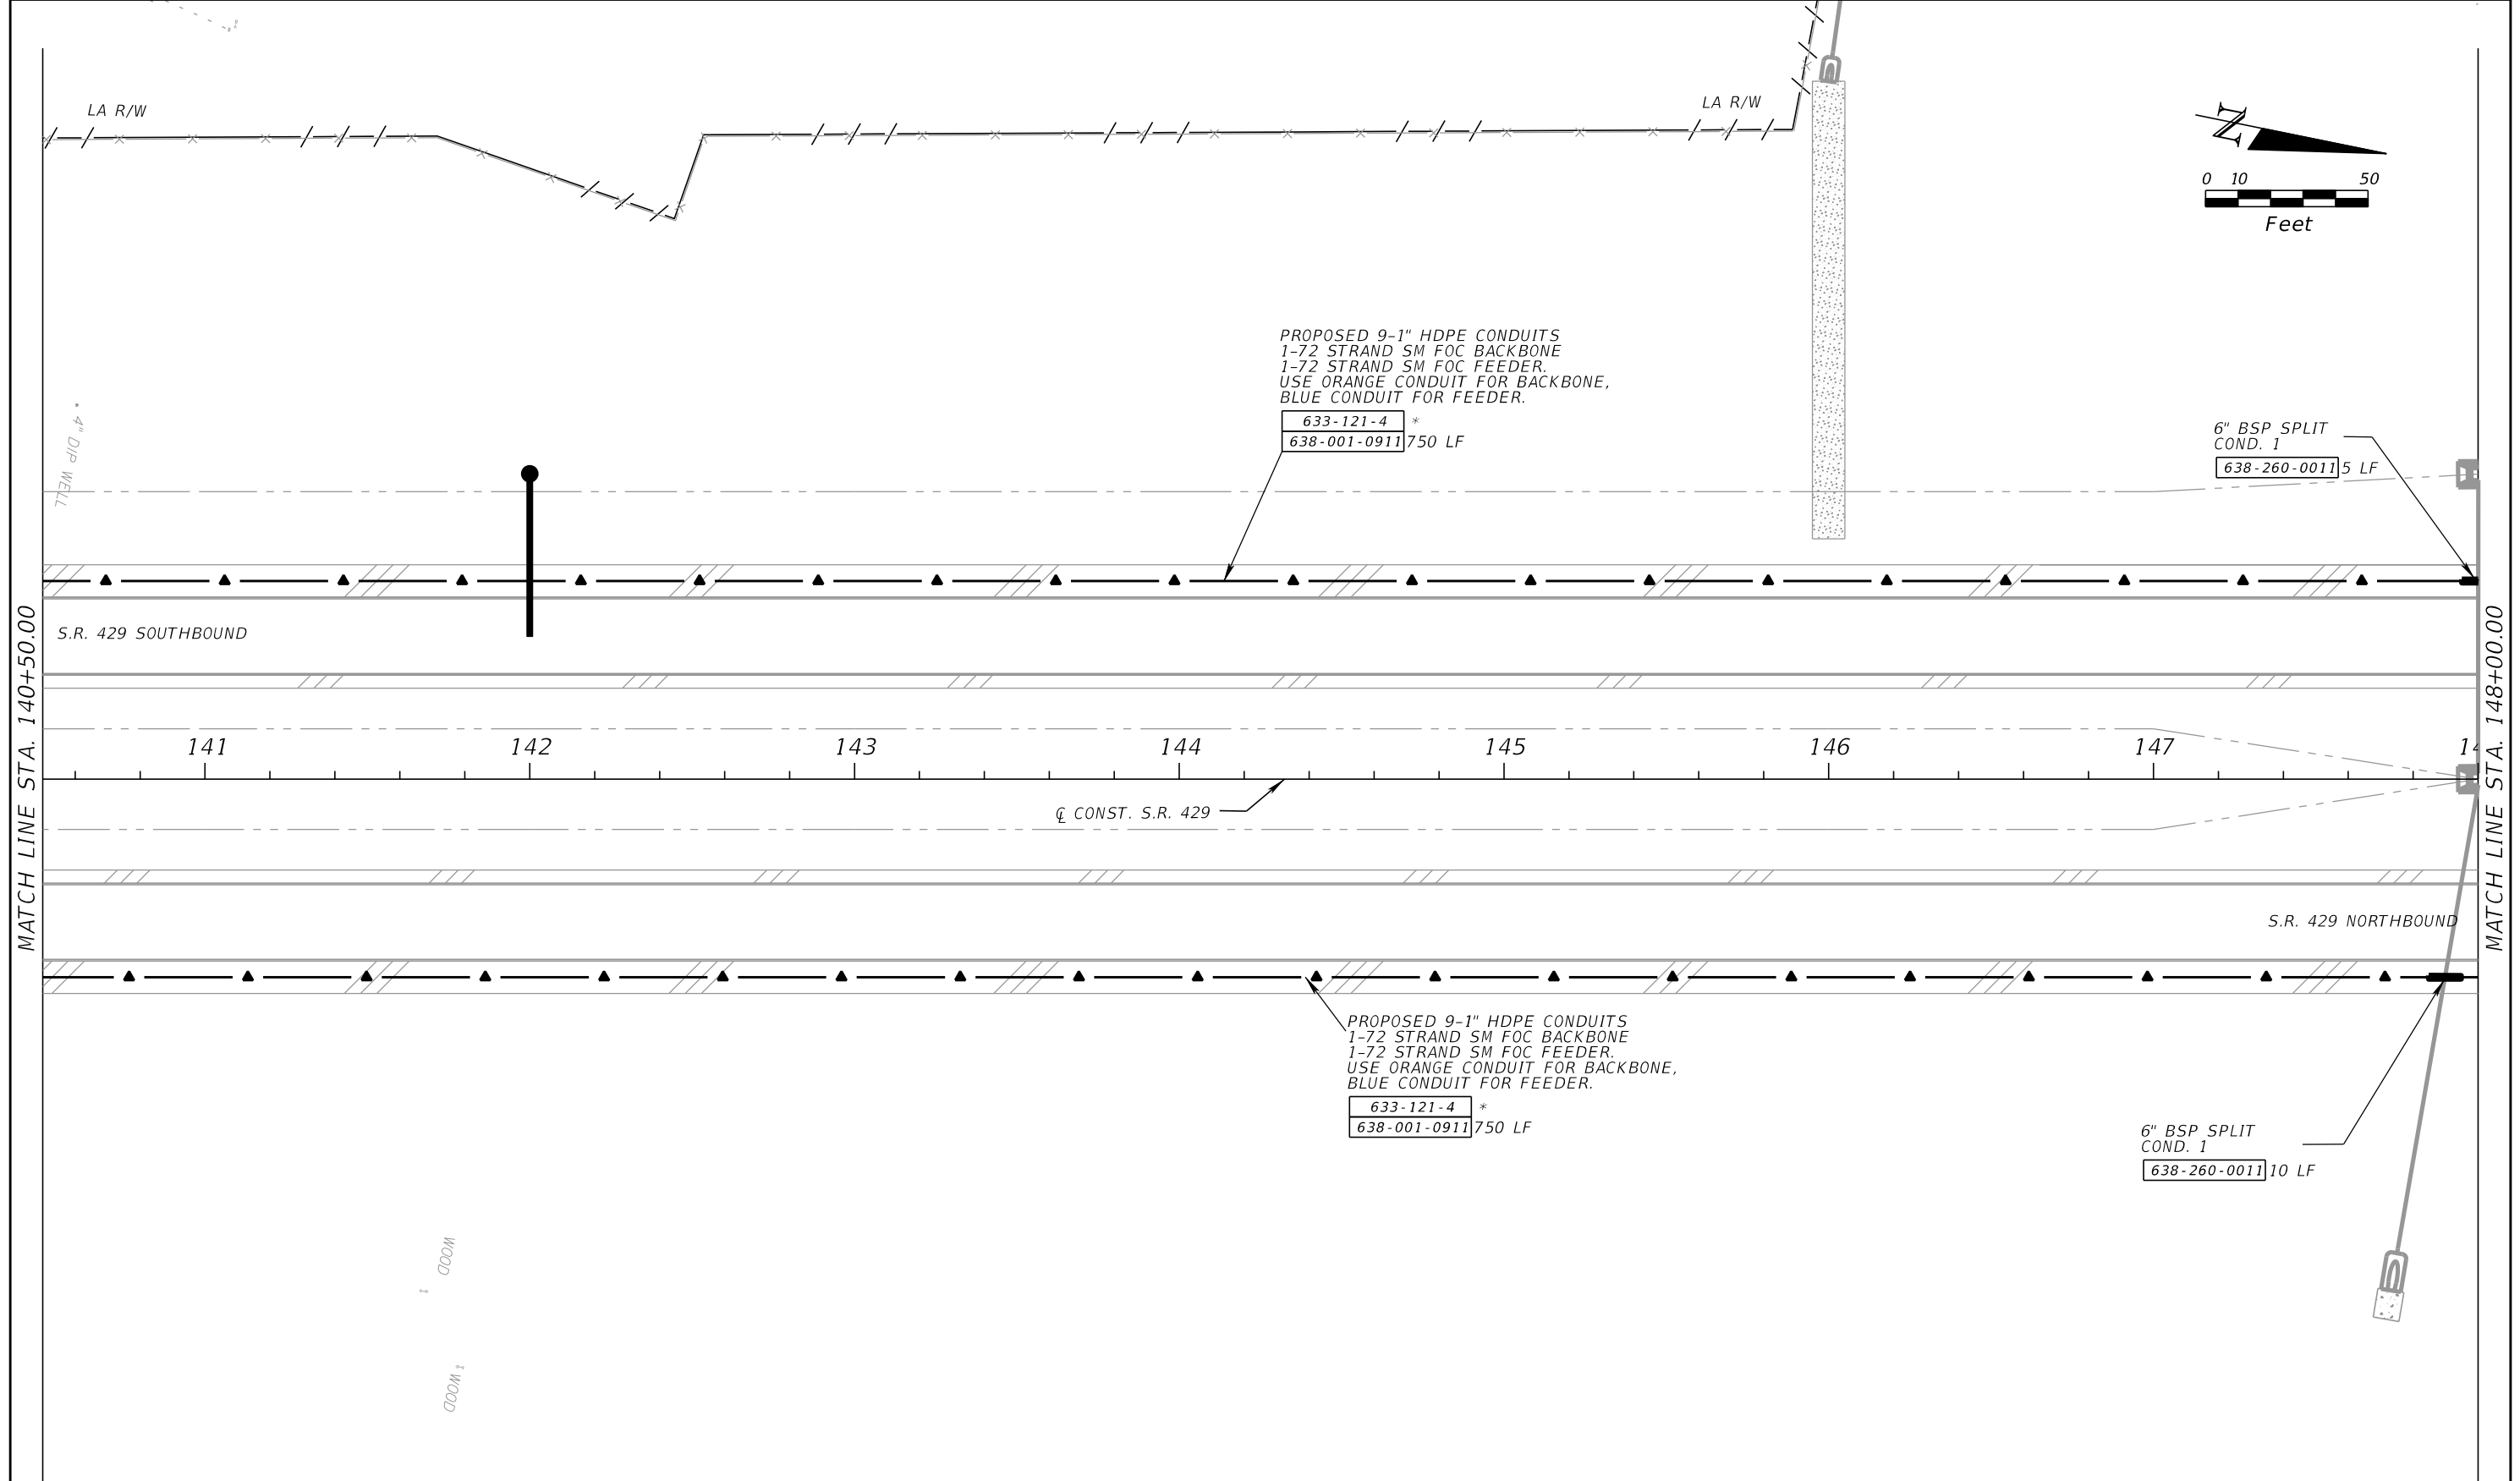 LA R/W
LA R/W
N
0 10 50
Feet
PROPOSED 9-1" HDPE CONDUITS
1-72 STRAND SM FOC BACKBONE
1-72 STRAND SM FOC FEEDER.
USE ORANGE CONDUIT FOR BACKBONE,
BLUE CONDUIT FOR FEEDER.
633-121-4 *
638-001-0911 750 LF
6" BSP SPLIT
COND. 1
638-260-0011 5 LF
4" DIP WELL
S.R. 429 SOUTHBOUND
MATCH LINE STA. 140+50.00
MATCH LINE STA. 148+00.00
141 142 143 144 145 146 147 14
℄ CONST. S.R. 429
S.R. 429 NORTHBOUND
PROPOSED 9-1" HDPE CONDUITS
1-72 STRAND SM FOC BACKBONE
1-72 STRAND SM FOC FEEDER.
USE ORANGE CONDUIT FOR BACKBONE,
BLUE CONDUIT FOR FEEDER.
633-121-4 *
638-001-0911 750 LF
6" BSP SPLIT
COND. 1
638-260-0011 10 LF
WOOD
1
1 WOOD